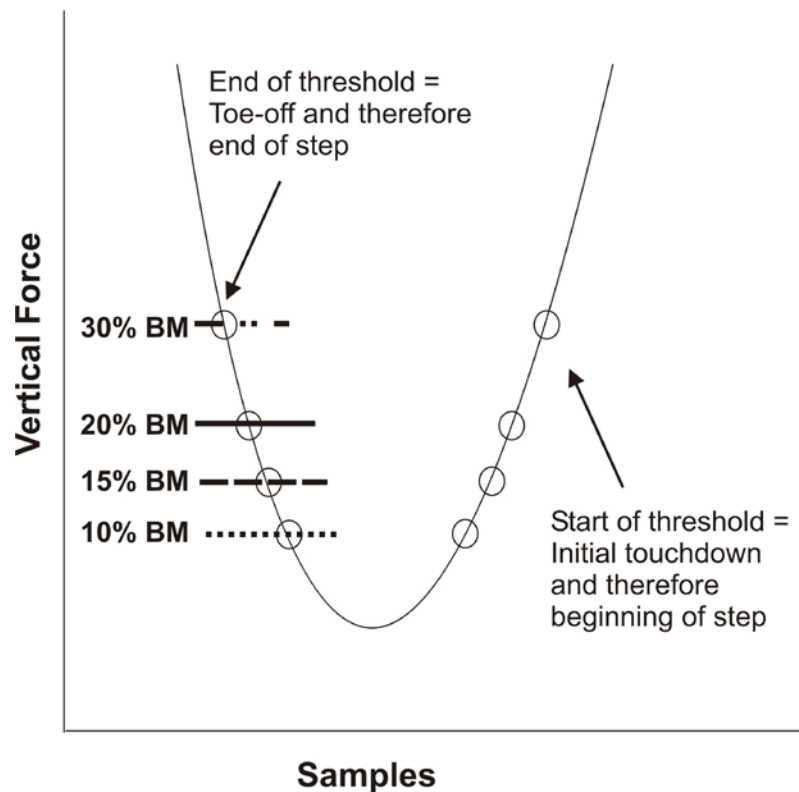 End of threshold =
Toe-off and therefore
end of step
Vertical Force
30% BM
20% BM
15% BM
10% BM
Start of threshold =
Initial touchdown
and therefore
beginning of step
Samples